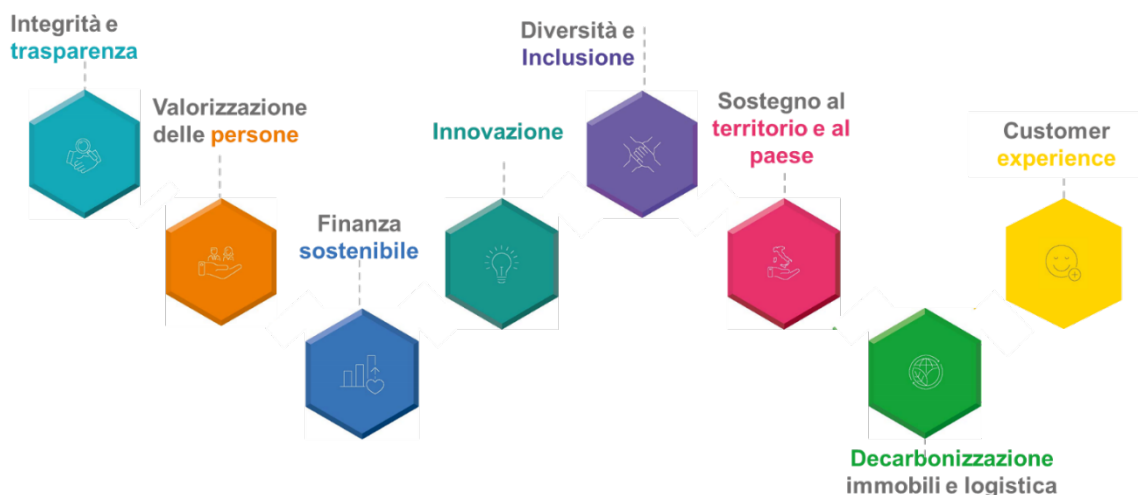 Integrità e
trasparenza
Valorizzazione
delle persone
Finanza
sostenibile
Innovazione
Diversità e
Inclusione
Sostegno al
territorio e al
paese
Decarbonizzazione
immobili e logistica
Customer
experience